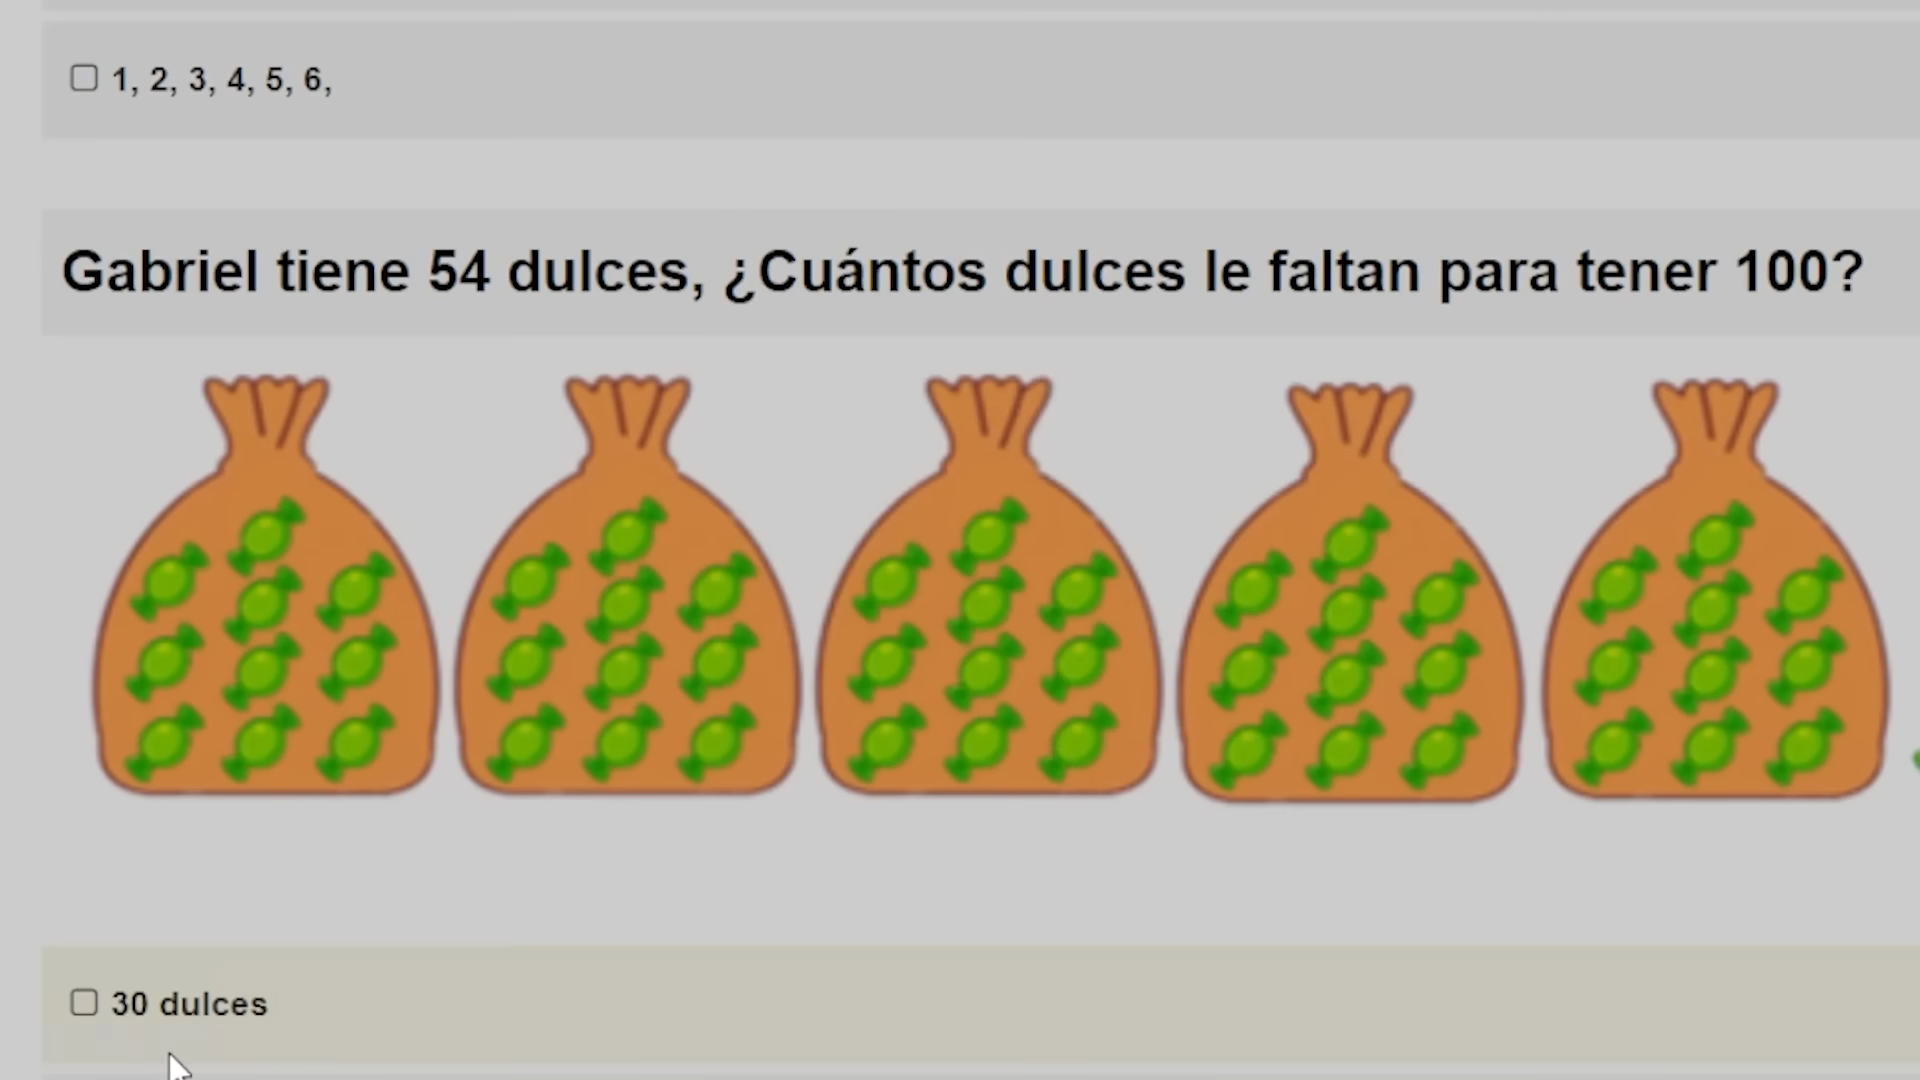 1, 2, 3, 4, 5, 6,
Gabriel tiene 54 dulces, ¿Cuántos dulces le faltan para tener 100?
30 dulces